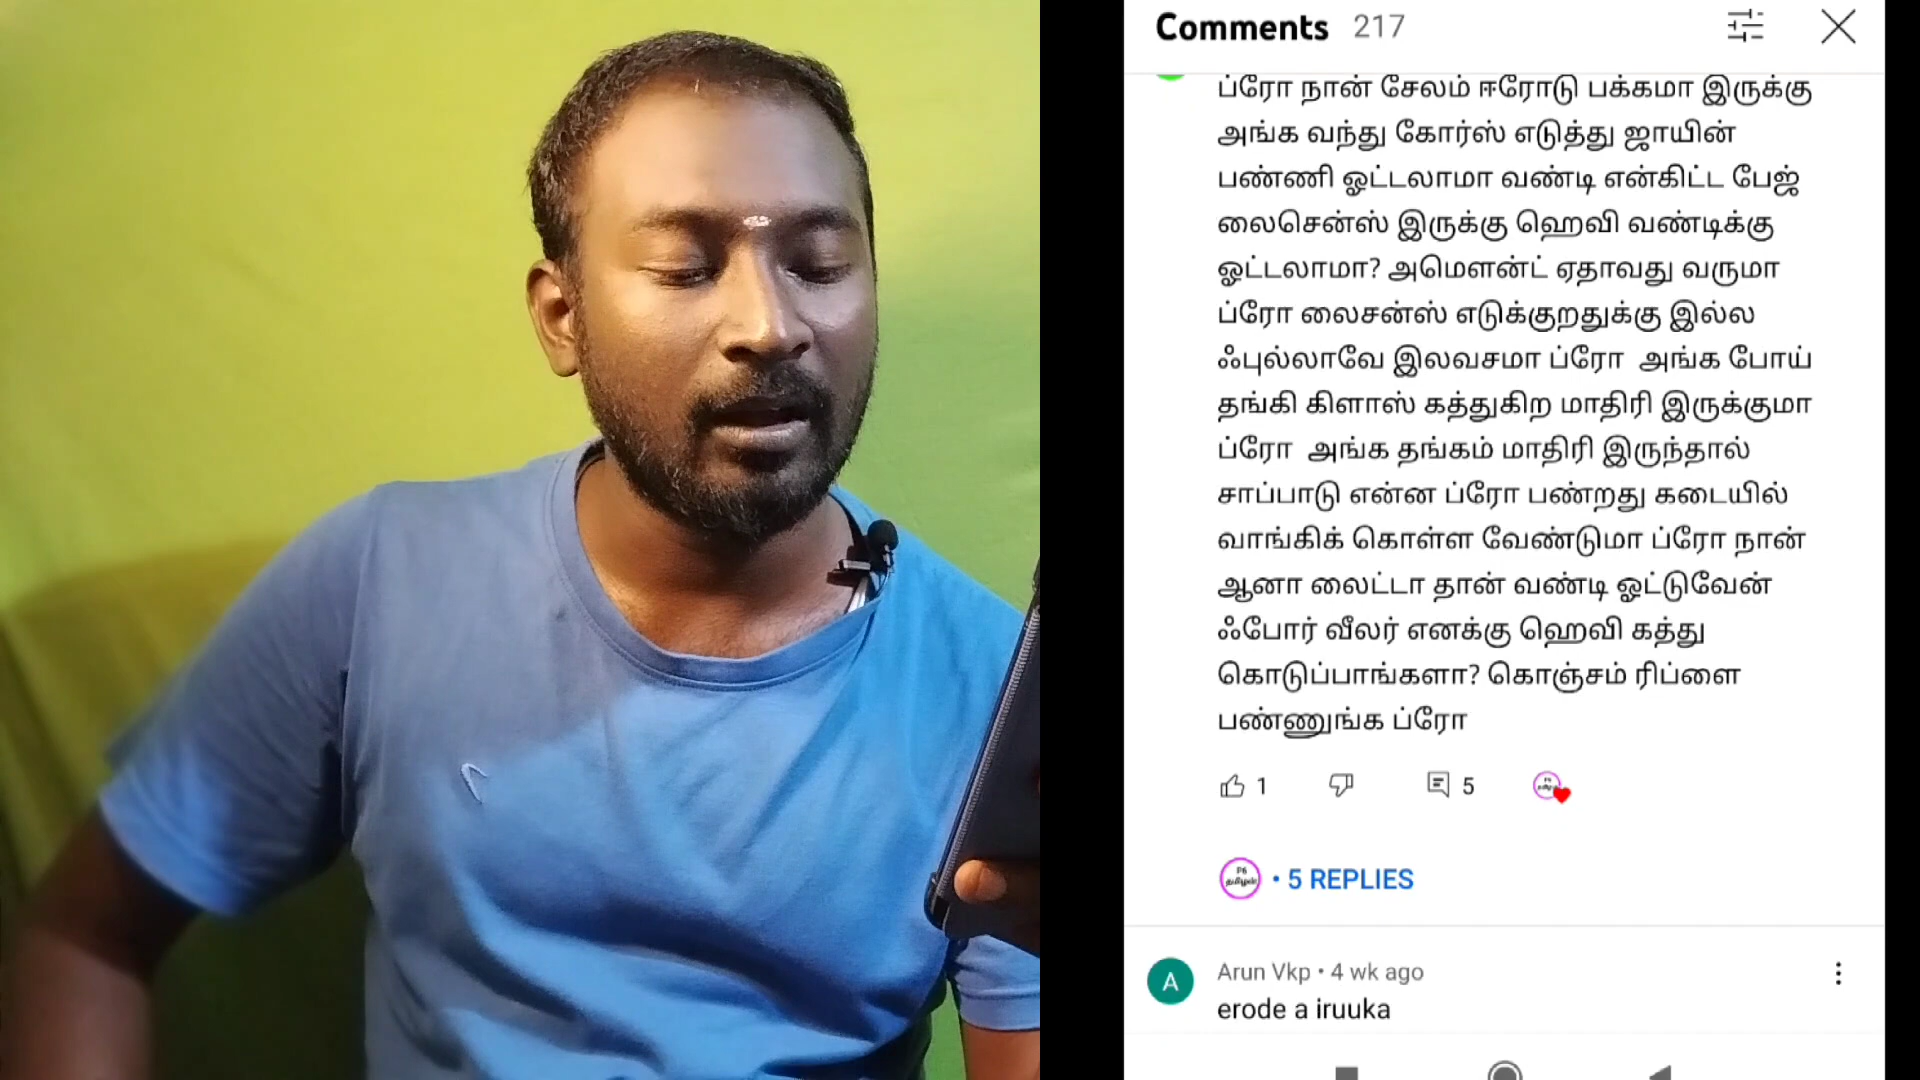 Comments 217
ப்ரோ நான் சேலம் ஈரோடு பக்கமா இருக்கு
அங்க வந்து கோர்ஸ் எடுத்து ஜாயின்
பண்ணி ஓட்டலாமா வண்டி என்கிட்ட பேஜ்
லைசென்ஸ் இருக்கு ஹெவி வண்டிக்கு
ஓட்டலாமா? அமௌன்ட் ஏதாவது வருமா
ப்ரோ லைசன்ஸ் எடுக்குறதுக்கு இல்ல
ஃபுல்லாவே இலவசமா ப்ரோ அங்க போய்
தங்கி கிளாஸ் கத்துகிற மாதிரி இருக்குமா
ப்ரோ அங்க தங்கம் மாதிரி இருந்தால்
சாப்பாடு என்ன ப்ரோ பண்றது கடையில்
வாங்கிக் கொள்ள வேண்டுமா ப்ரோ நான்
ஆனா லைட்டா தான் வண்டி ஓட்டுவேன்
ஃபோர் வீலர் எனக்கு ஹெவி கத்து
கொடுப்பாங்களா? கொஞ்சம் ரிப்ளை
பண்ணுங்க ப்ரோ
1 5
• 5 REPLIES
A Arun Vkp • 4 wk ago
erode a iruuka